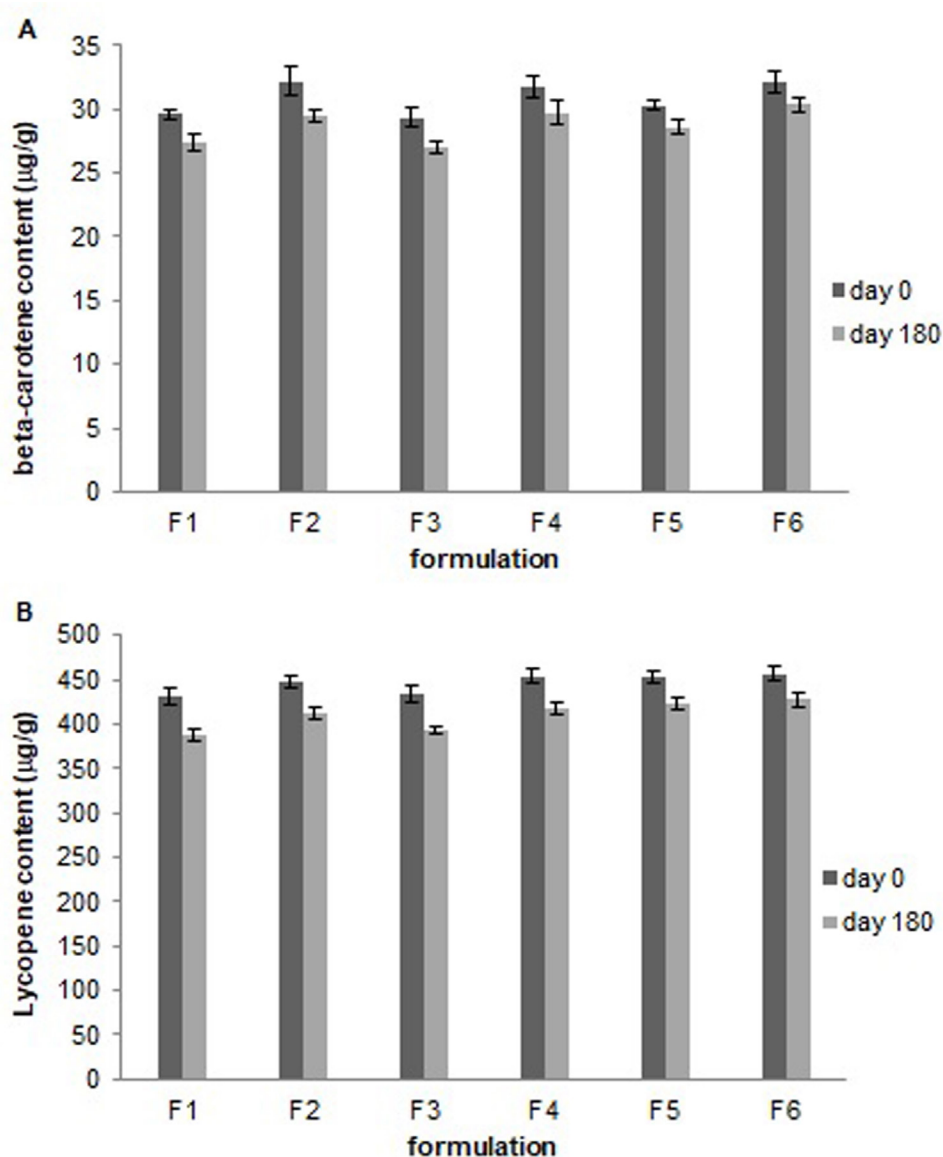 A
35
30
25
20
15
10
5
0
beta-carotene content (µg/g)
F1 F2 F3 F4 F5 F6
formulation
day 0
day 180
B
500
450
400
350
300
250
200
150
100
50
0
Lycopene content (µg/g)
F1 F2 F3 F4 F5 F6
formulation
day 0
day 180